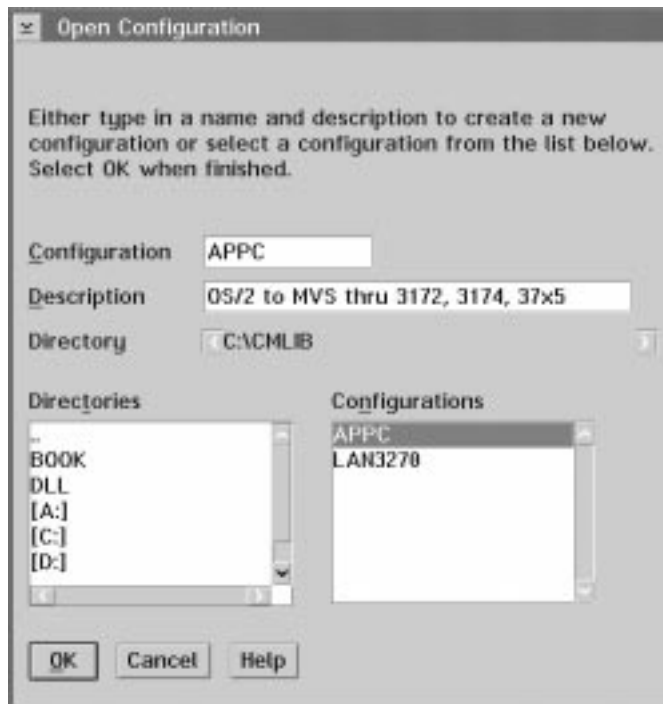 Open Configuration
Either type in a name and description to create a new
configuration or select a configuration from the list below.
Select OK when finished.
Configuration APPC
Description OS/2 to MVS thru 3172, 3174, 37x5
Directory C:\CMLIB
Directories Configurations
.. APPC
BOOK LAN3270
DLL
[A:]
[C:]
[D:]
OK Cancel Help